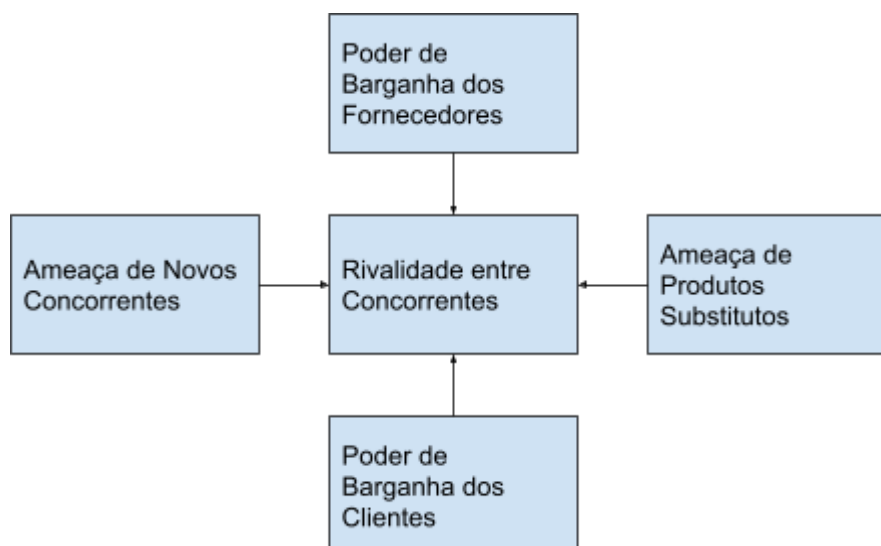 Poder de
Barganha dos
Fornecedores
Ameaça de Novos
Concorrentes
Rivalidade entre
Concorrentes
Ameaça de
Produtos
Substitutos
Poder de
Barganha dos
Clientes